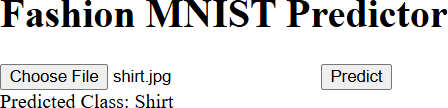 Fashion MNIST Predictor
Choose File shirt.jpg Predict
Predicted Class: Shirt